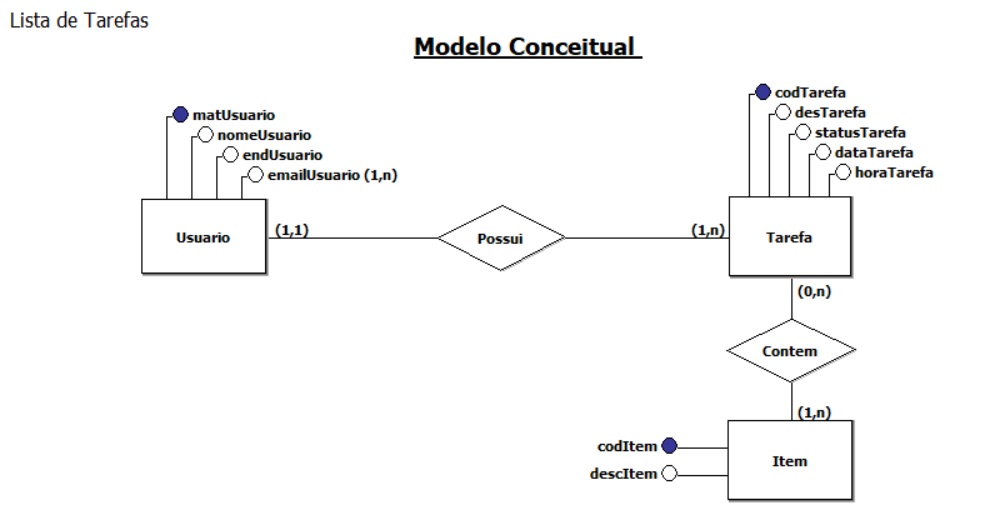 Lista de Tarefas
Modelo Conceitual
matUsuario
nomeUsuario
endUsuario
emailUsuario (1,n)
codTarefa
desTarefa
statusTarefa
dataTarefa
horaTarefa
Usuario
(1,1)
Possui
(1,n)
Tarefa
(0,n)
Contem
(1,n)
codItem
descItem
Item